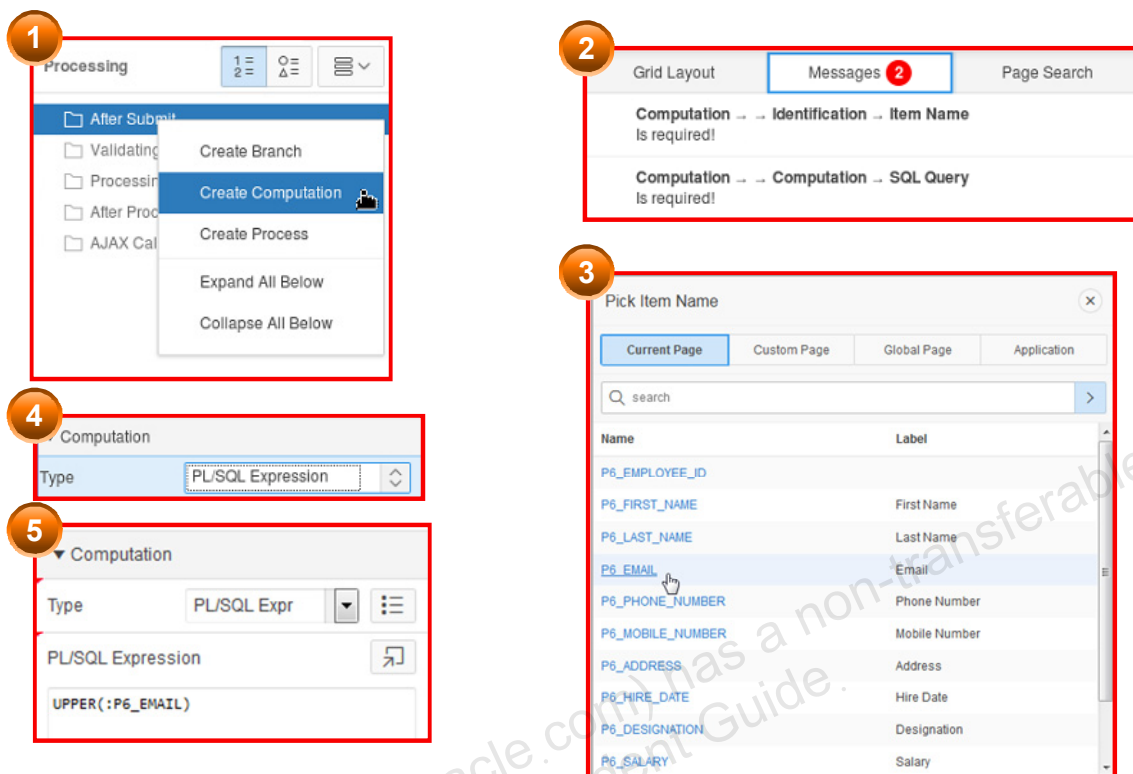 1
Processing
After Submit
Validating
Create Branch
Create Computation
After Proc
Create Process
AJAX Cal
Expand All Below
Collapse All Below
2
Grid Layout
Messages 2
Page Search
Computation → → Identification → Item Name
Is required!
Computation → → Computation → SQL Query
Is required!
3
Pick Item Name
Current Page
Custom Page
Global Page
Application
search
Name Label
P6_EMPLOYEE_ID
P6_FIRST_NAME First Name
P6_LAST_NAME Last Name
P6_EMAIL Email
P6_PHONE_NUMBER Phone Number
P6_MOBILE_NUMBER Mobile Number
P6_ADDRESS Address
P6_HIRE_DATE Hire Date
P6_DESIGNATION Designation
P6_SALARY Salary
4
Computation
Type PL/SQL Expression
5
Computation
Type PL/SQL Expr
PL/SQL Expression
UPPER(:P6_EMAIL)
has a non-transferable
Guide.